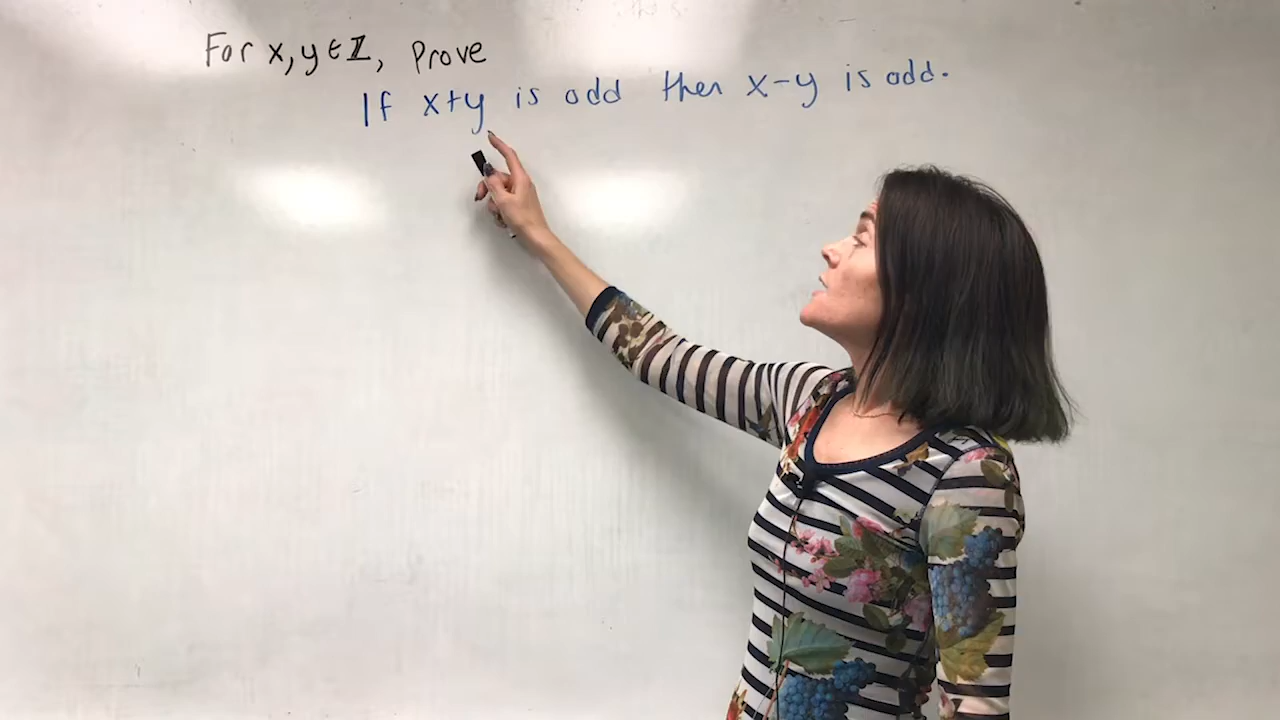 For x, y ∈ ℤ, Prove
If x+y is odd then x-y is odd.